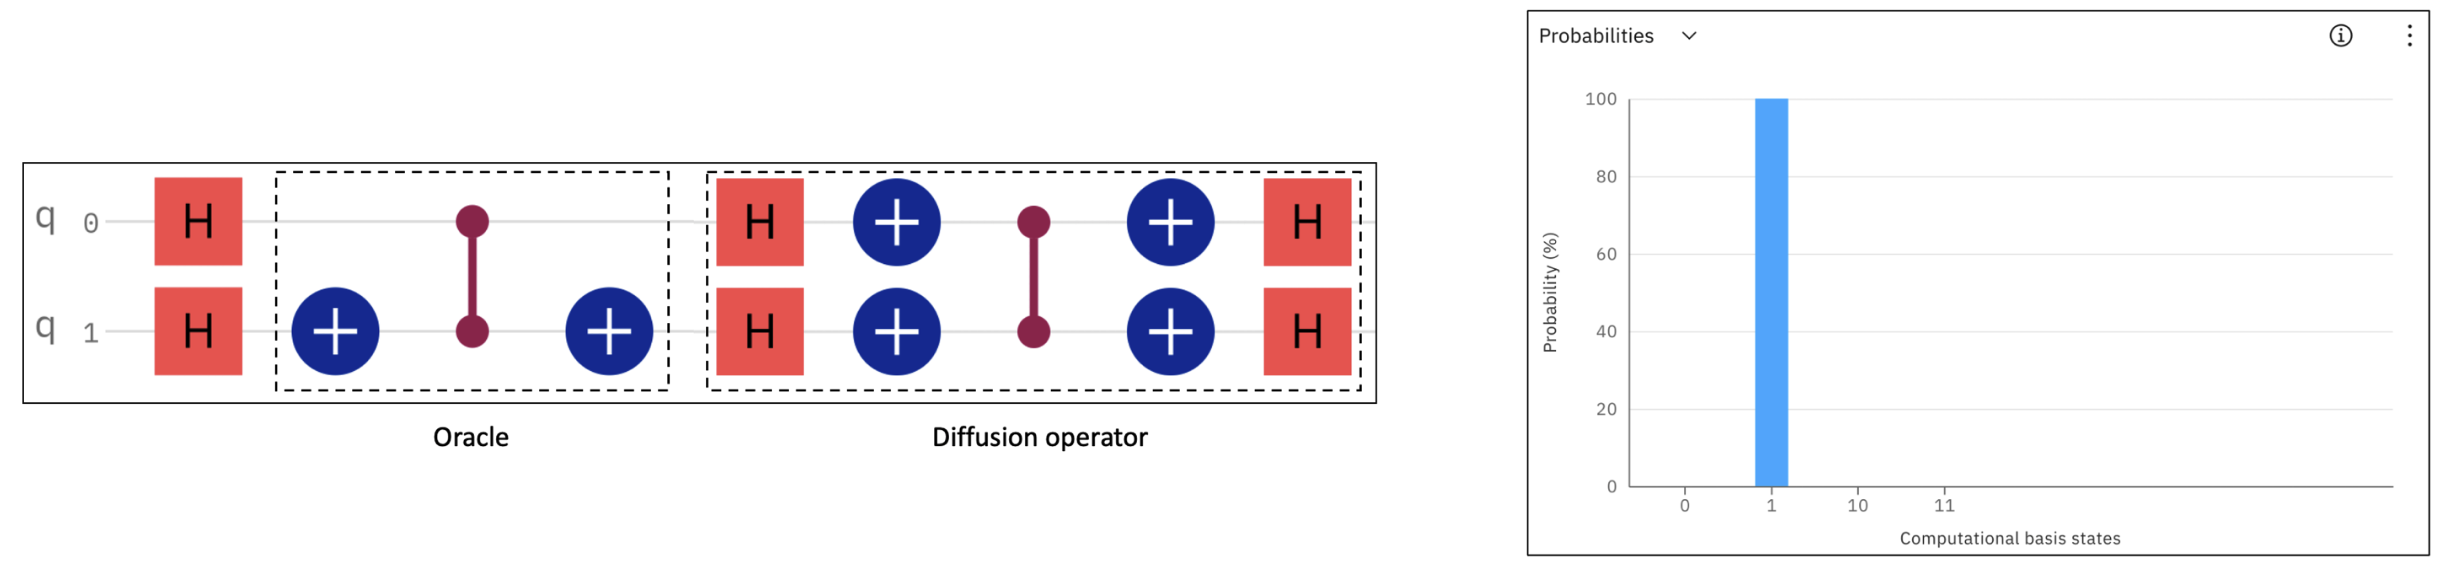 q 0 H H H
q 1 H H H
Oracle
Diffusion operator
Probabilities
Probability (%)
100
80
60
40
20
0
0 1 10 11
Computational basis states